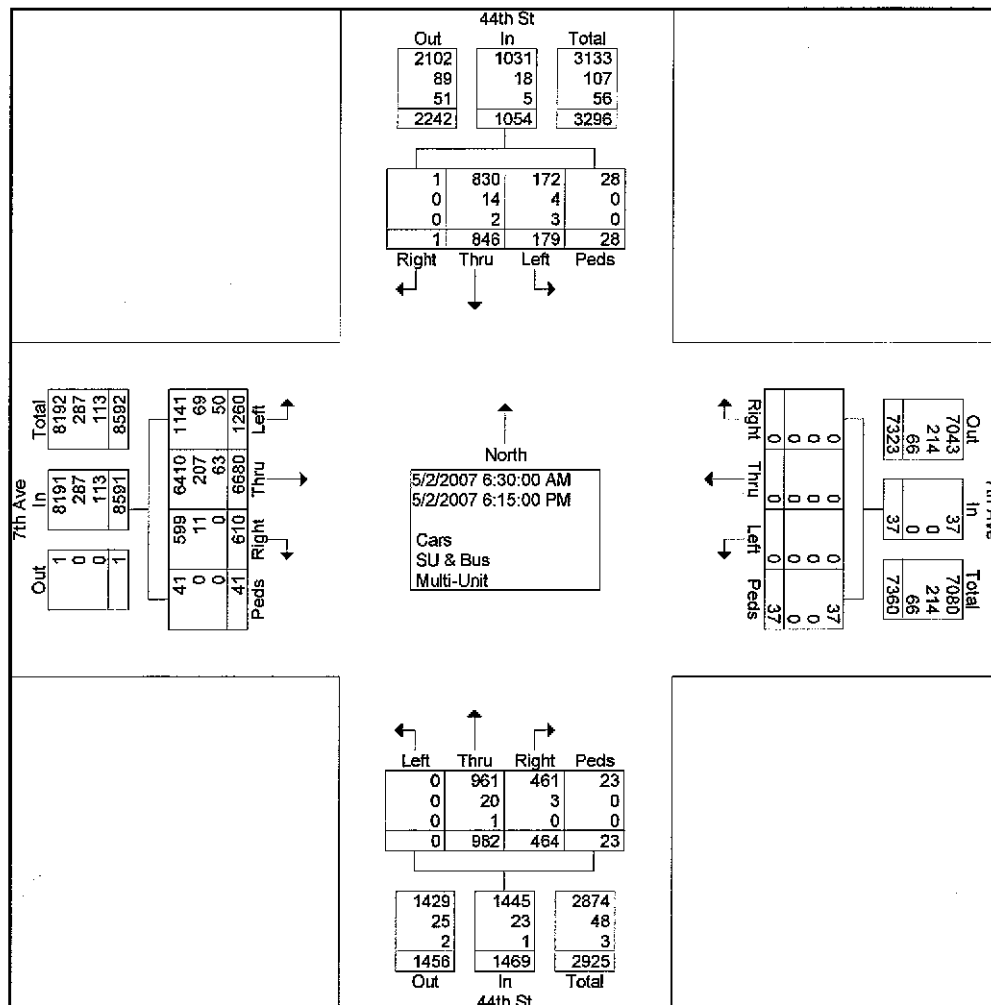 44th St
Out In Total
2102 1031 3133
89 18 107
51 5 56
2242 1054 3296
1 830 172 28
0 14 4 0
0 2 3 0
1 846 179 28
Right Thru Left Peds
7th Ave
Total
8192
287
113
8592
In
8191
287
113
8591
Out
1
0
0
1
1141
69
50
1260
Left
6410
207
63
6680
Thru
599
11
0
610
Right
41
0
0
41
Peds
North
5/2/2007 6:30:00 AM
5/2/2007 6:15:00 PM
Cars
SU & Bus
Multi-Unit
Right
0
0
0
0
Thru
0
0
0
0
Left
0
0
0
0
Peds
37
0
0
37
Out
7043
214
66
7323
In
37
0
0
37
Total
7080
214
66
7360
Ave
Left Thru Right Peds
0 961 461 23
0 20 3 0
0 1 0 0
0 982 464 23
1429 1445 2874
25 23 48
2 1 3
1456 1469 2925
Out In Total
44th St